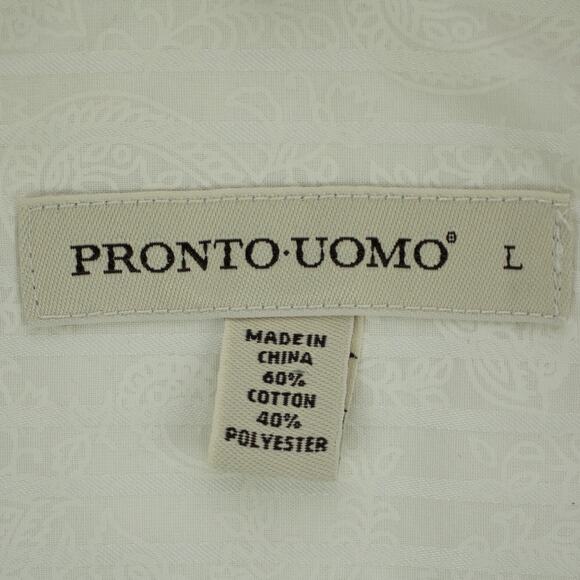 PRONTO·UOMO® L
MADE IN
CHINA
60%
COTTON
40%
POLYESTER